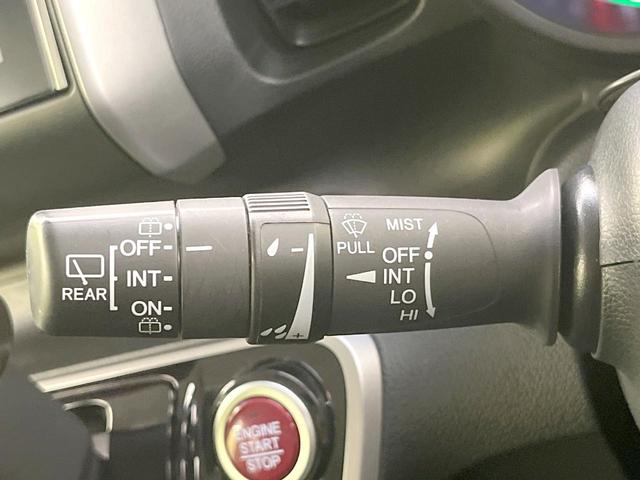 REAR
OFF
INT
ON
PULL
MIST
OFF
INT
LO
HI
ENGINE
START
STOP